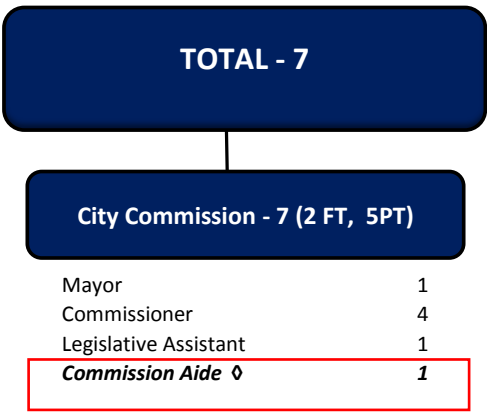 TOTAL - 7
City Commission - 7 (2 FT,  5PT)
Mayor 1
Commissioner 4
Legislative Assistant 1
Commission Aide ◊ 1